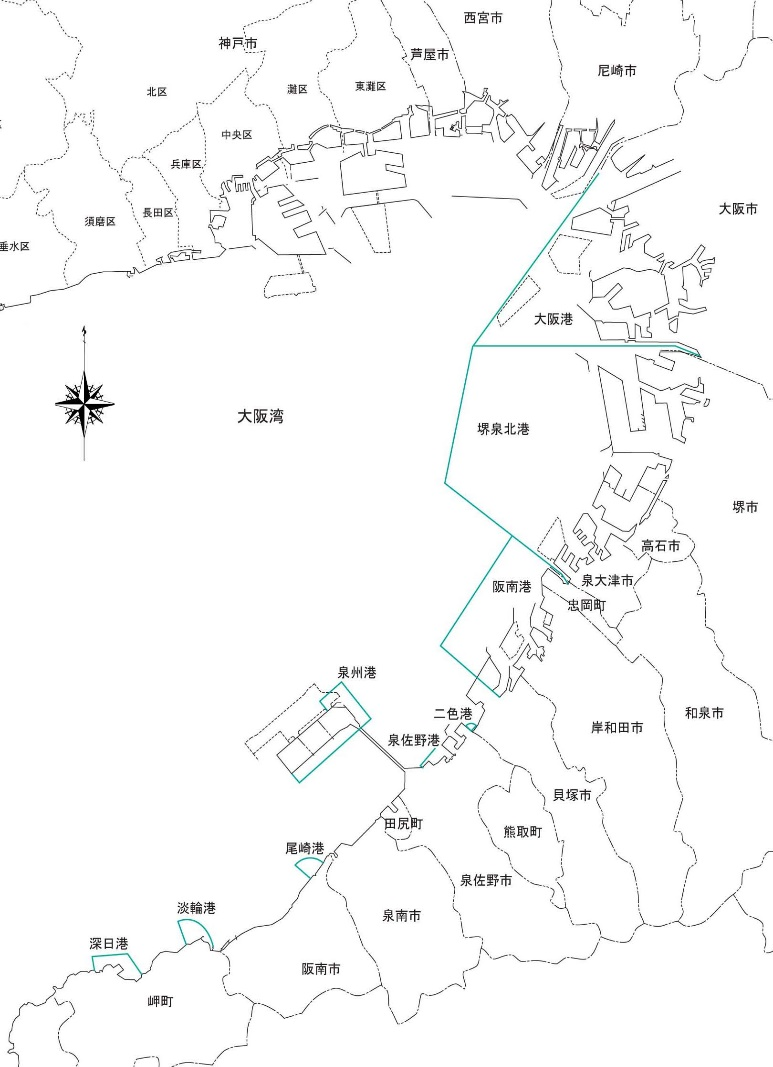 西宮市
神戸市
芦屋市
尼崎市
北区
灘区
東灘区
中央区
兵庫区
大阪市
長田区
須磨区
垂水区
大阪港
大阪湾
堺泉北港
堺市
高石市
泉大津市
阪南港
忠岡町
泉州港
二色港
和泉市
岸和田市
泉佐野港
貝塚市
田尻町
熊取町
尾崎港
泉佐野市
淡輪港
泉南市
深日港
阪南市
岬町